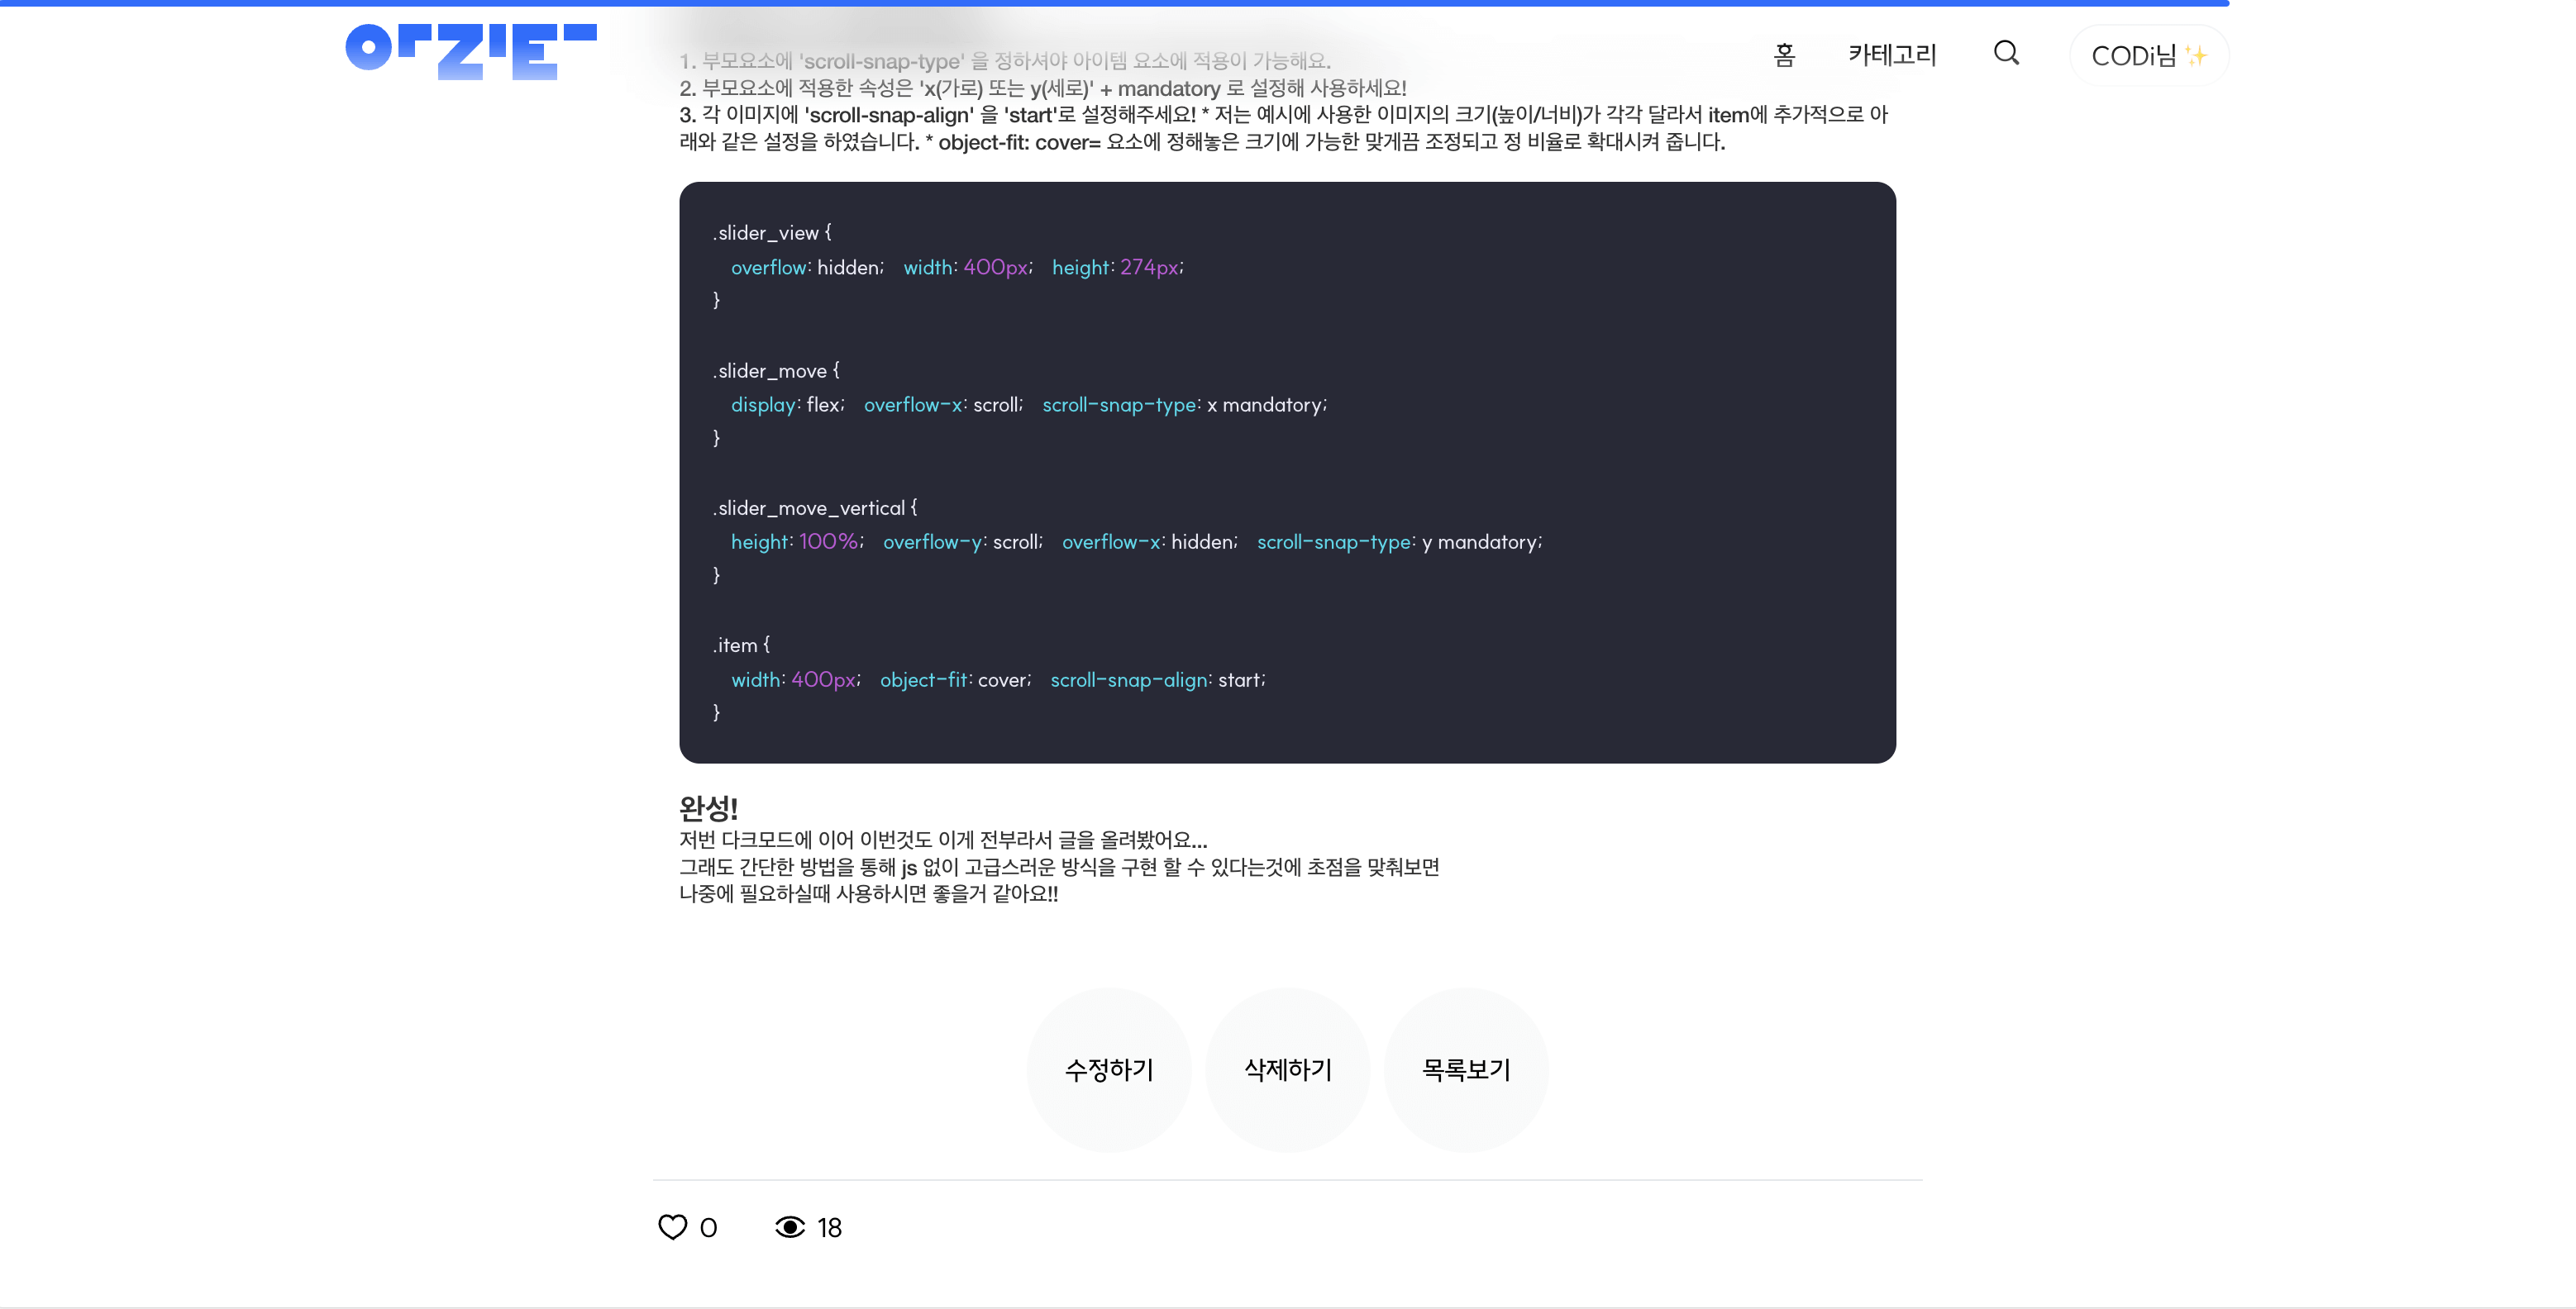 홈 카테고리 CODi님 ✨
1. 부모요소에 'scroll-snap-type' 을 정하셔야 아이템 요소에 적용이 가능해요.
2. 부모요소에 적용한 속성은 'x(가로) 또는 y(세로)' + mandatory 로 설정해 사용하세요!
3. 각 이미지에 'scroll-snap-align' 을 'start'로 설정해주세요! * 저는 예시에 사용한 이미지의 크기(높이/너비)가 각각 달라서 item에 추가적으로 아
래와 같은 설정을 하였습니다. * object-fit: cover= 요소에 정해놓은 크기에 가능한 맞게끔 조정되고 정 비율로 확대시켜 줍니다.
.slider_view {
overflow: hidden; width: 400px; height: 274px;
}
.slider_move {
display: flex; overflow-x: scroll; scroll-snap-type: x mandatory;
}
.slider_move_vertical {
height: 100%; overflow-y: scroll; overflow-x: hidden; scroll-snap-type: y mandatory;
}
.item {
width: 400px; object-fit: cover; scroll-snap-align: start;
}
완성!
저번 다크모드에 이어 이번것도 이게 전부라서 글을 올려봤어요...
그래도 간단한 방법을 통해 js 없이 고급스러운 방식을 구현 할 수 있다는것에 초점을 맞춰보면
나중에 필요하실때 사용하시면 좋을거 같아요!!
수정하기 삭제하기 목록보기
0 18